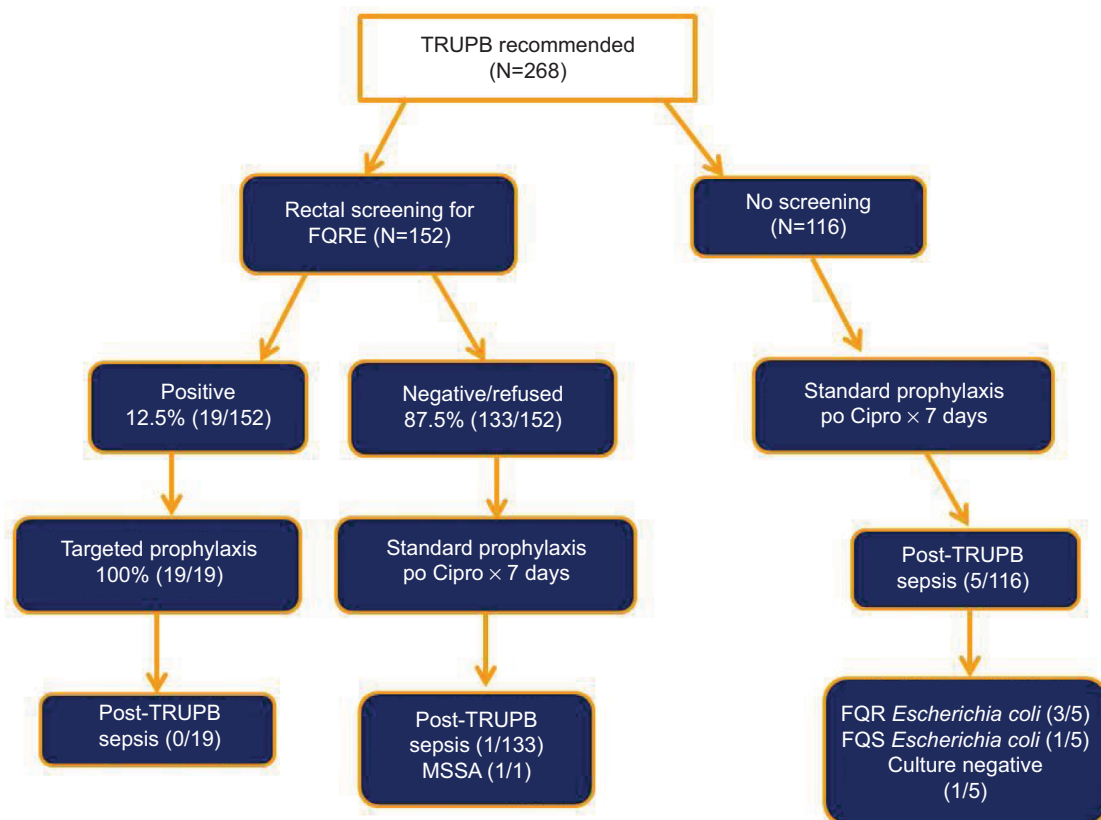 TRUPB recommended
(N=268)
Rectal screening for
FQRE (N=152)
No screening
(N=116)
Positive
12.5% (19/152)
Negative/refused
87.5% (133/152)
Standard prophylaxis
po Cipro × 7 days
Targeted prophylaxis
100% (19/19)
Standard prophylaxis
po Cipro × 7 days
Post-TRUPB
sepsis (5/116)
Post-TRUPB
sepsis (0/19)
Post-TRUPB
sepsis (1/133)
MSSA (1/1)
FQR Escherichia coli (3/5)
FQS Escherichia coli (1/5)
Culture negative
(1/5)